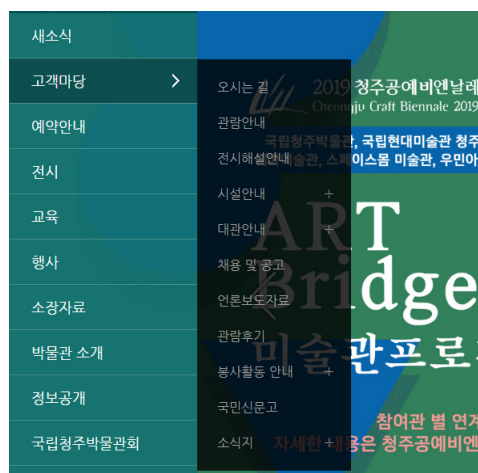 새소식
고객마당
예약안내
전시
교육
행사
소장자료
박물관 소개
정보공개
국립청주박물관회
오시는 길
관람안내
전시해설안내
시설안내 +
대관안내 +
채용 및 공고
언론보도자료
관람후기
봉사활동 안내 +
국민신문고
소식지 +
2019 청주공예비엔날레
Cheongju Craft Biennale 2019
국립청주박물관, 국립현대미술관 청주
미술관, 스페이스몸 미술관, 우민아
ART
Bridge
미술관프로
참여관 별 연계
자세한 내용은 청주공예비엔